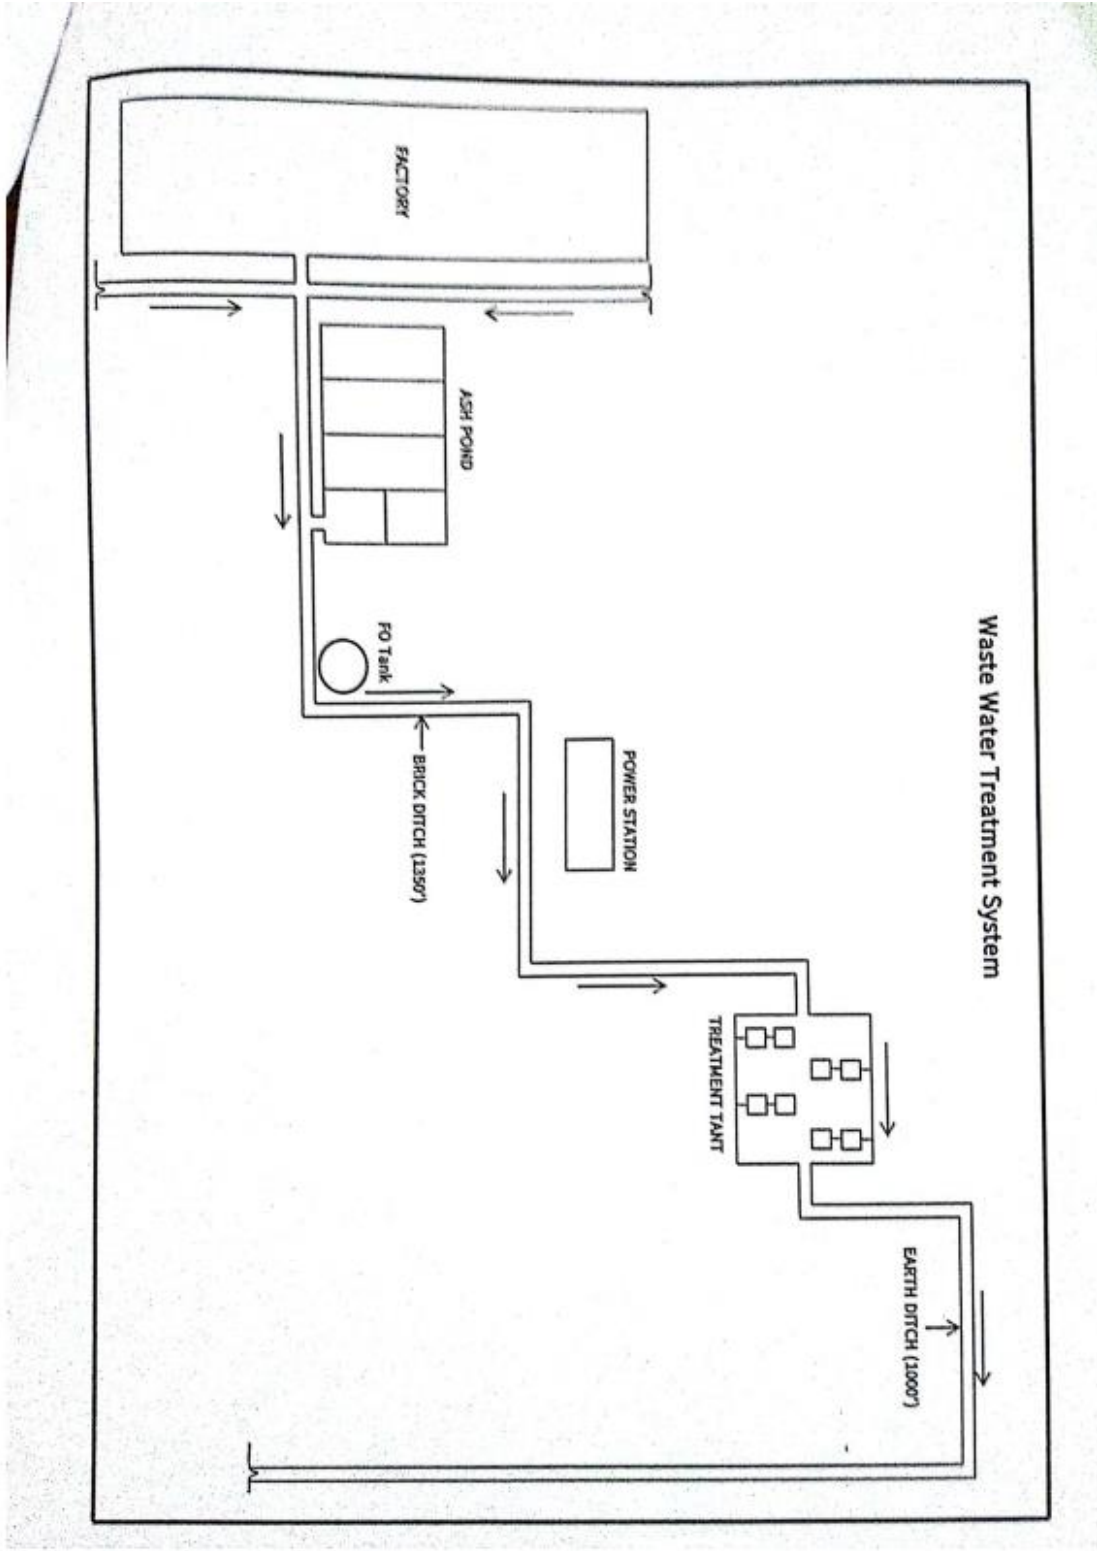 Waste Water Treatment System
FACTORY
ASH POND
FO Tank
BRICK DITCH (1350')
POWER STATION
TREATMENT TANT
EARTH DITCH (1000')